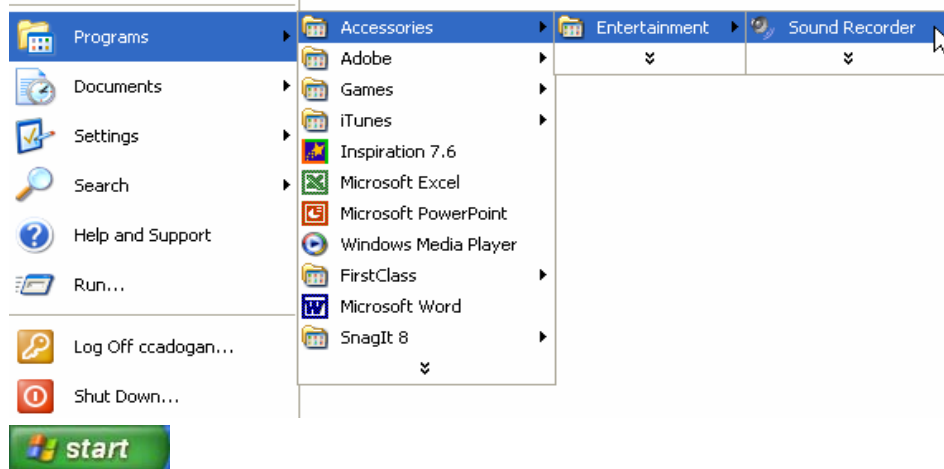 Programs
Documents
Settings
Search
Help and Support
Run...
Log Off ccadogan...
Shut Down...
start
Accessories
Adobe
Games
iTunes
Inspiration 7.6
Microsoft Excel
Microsoft PowerPoint
Windows Media Player
FirstClass
Microsoft Word
SnagIt 8
Entertainment
Sound Recorder